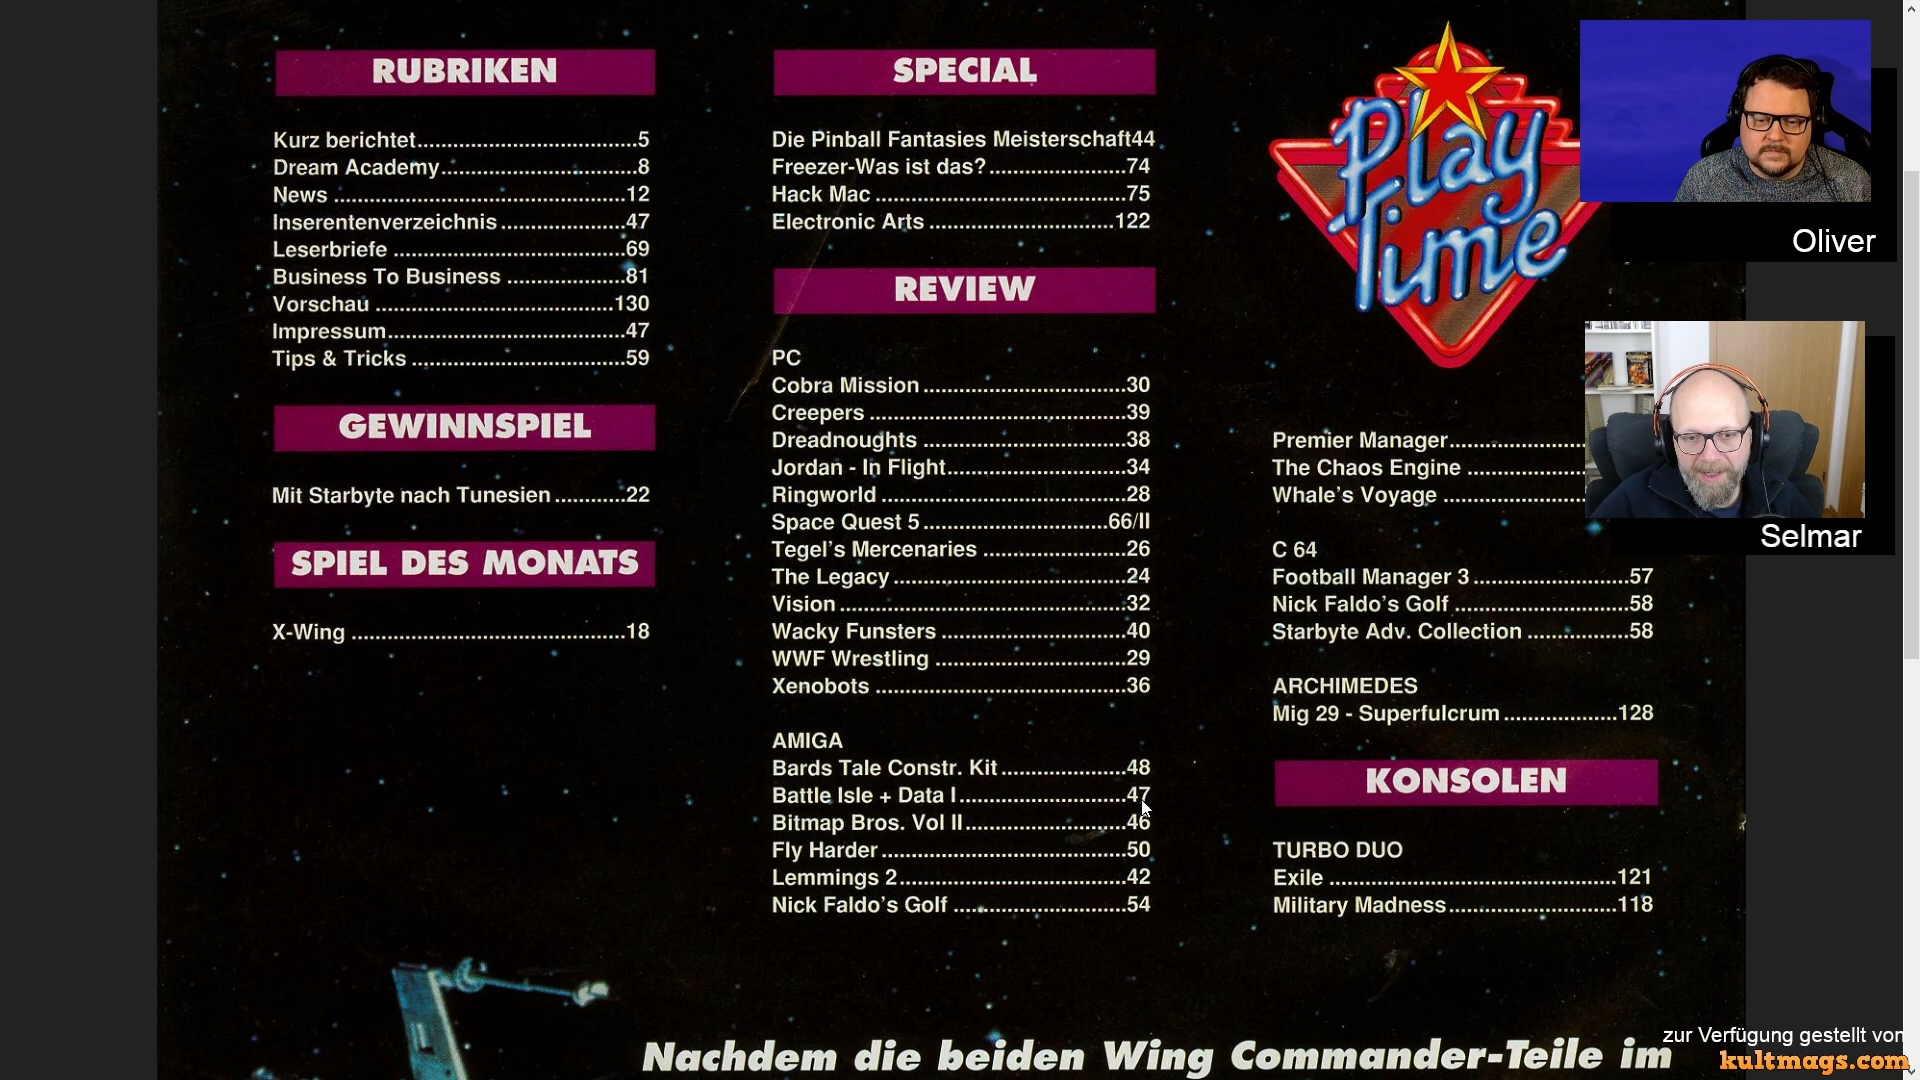 RUBRIKEN
Kurz berichtet.....................................5
Dream Academy.................................8
News .................................................12
Inserentenverzeichnis .....................47
Leserbriefe .......................................69
Business To Business ....................81
Vorschau ........................................130
Impressum........................................47
Tips & Tricks ....................................59
GEWINNSPIEL
Mit Starbyte nach Tunesien ............22
SPIEL DES MONATS
X-Wing ..............................................18
SPECIAL
Die Pinball Fantasies Meisterschaft44
Freezer-Was ist das? .......................74
Hack Mac ..........................................75
Electronic Arts ...............................122
REVIEW
PC
Cobra Mission ..................................30
Creepers ...........................................39
Dreadnoughts ..................................38
Jordan - In Flight..............................34
Ringworld .........................................28
Space Quest 5 ...............................66/II
Tegel's Mercenaries ........................26
The Legacy .......................................24
Vision ................................................32
Wacky Funsters ...............................40
WWF Wrestling ................................29
Xenobots ..........................................36
AMIGA
Bards Tale Constr. Kit .....................48
Battle Isle + Data I............................47
Bitmap Bros. Vol II...........................46
Fly Harder .........................................50
Lemmings 2......................................42
Nick Faldo's Golf .............................54
Play
Time
Premier Manager.......................
The Chaos Engine ....................
Whale's Voyage ........................
C 64
Football Manager 3 ..........................57
Nick Faldo's Golf .............................58
Starbyte Adv. Collection .................58
ARCHIMEDES
Mig 29 - Superfulcrum ...................128
KONSOLEN
TURBO DUO
Exile ................................................121
Military Madness............................118
Oliver
Selmar
Nachdem die beiden Wing Commander-Teile im
zur Verfügung gestellt von
kultmags.com